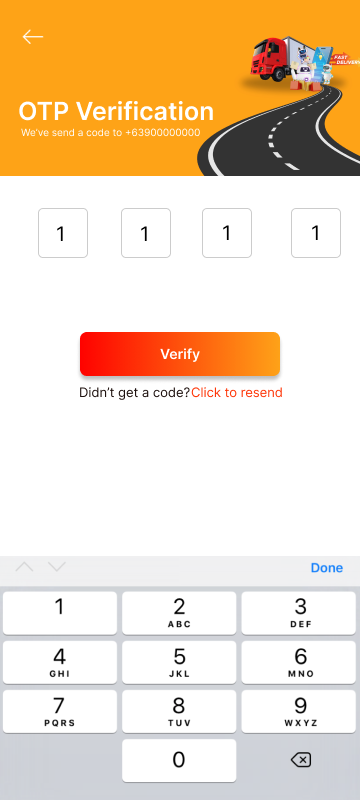 FAST
DELIVERY
OTP Verification
We've send a code to +63900000000
1 1 1 1
Verify
Didn't get a code?Click to resend
Done
1 2 3
ABC DEF
4 5 6
GHI JKL MNO
7 8 9
PQRS TUV WXYZ
0